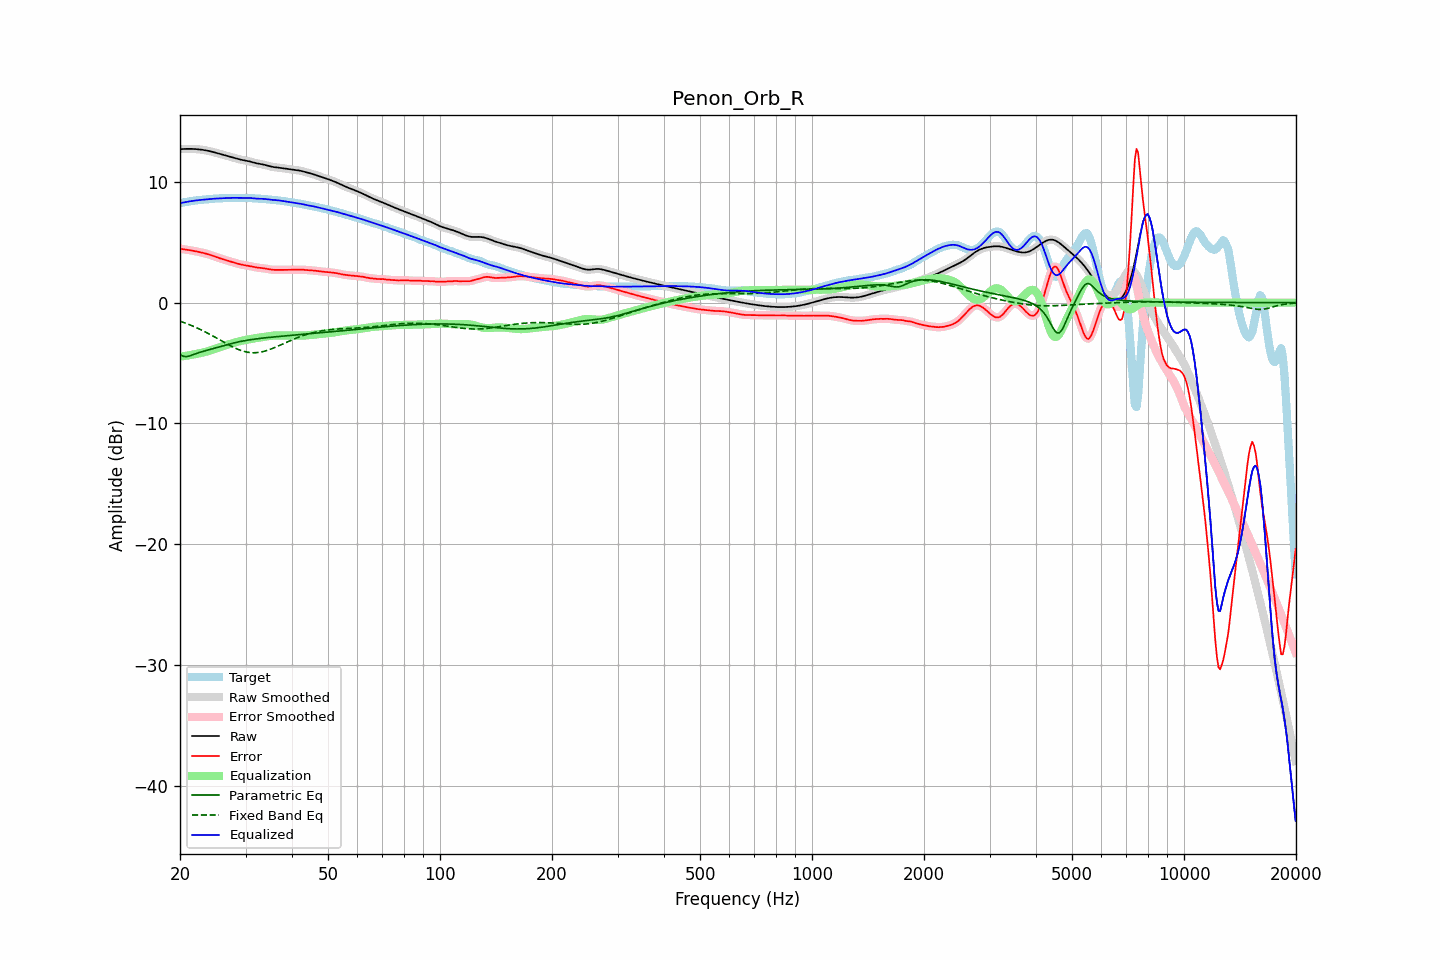 Penon_Orb_R
Amplitude (dBr)
10
0
−10
−20
−30
−40
Target
Raw Smoothed
Error Smoothed
Raw
Error
Equalization
Parametric Eq
Fixed Band Eq
Equalized
20 50 100 200 500 1000 2000 5000 10000 20000
Frequency (Hz)